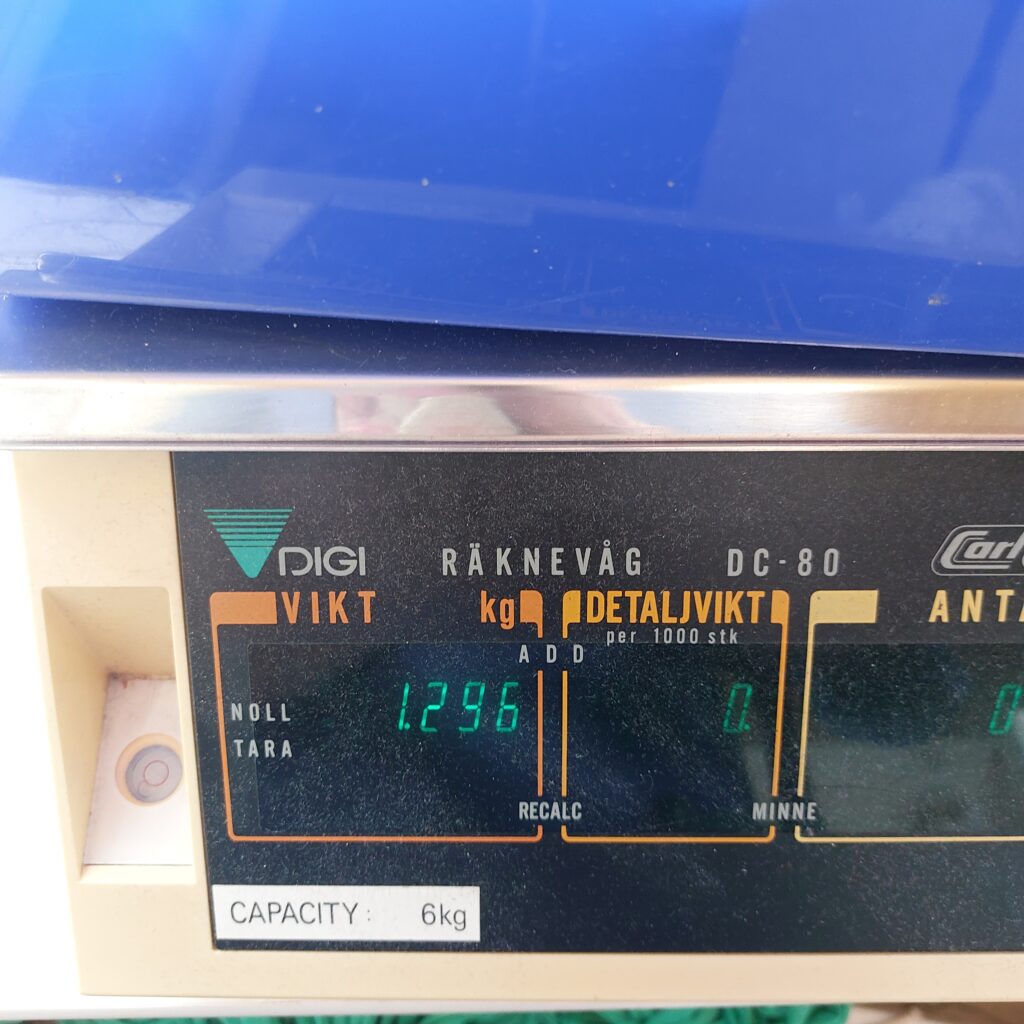 DIGI RÄKNEVÅG DC-80
VIKT kg DETALJVIKT
per 1000 stk
ADD
NOLL 1.296 0. 0
TARA
RECALC MINNE
CAPACITY: 6kg